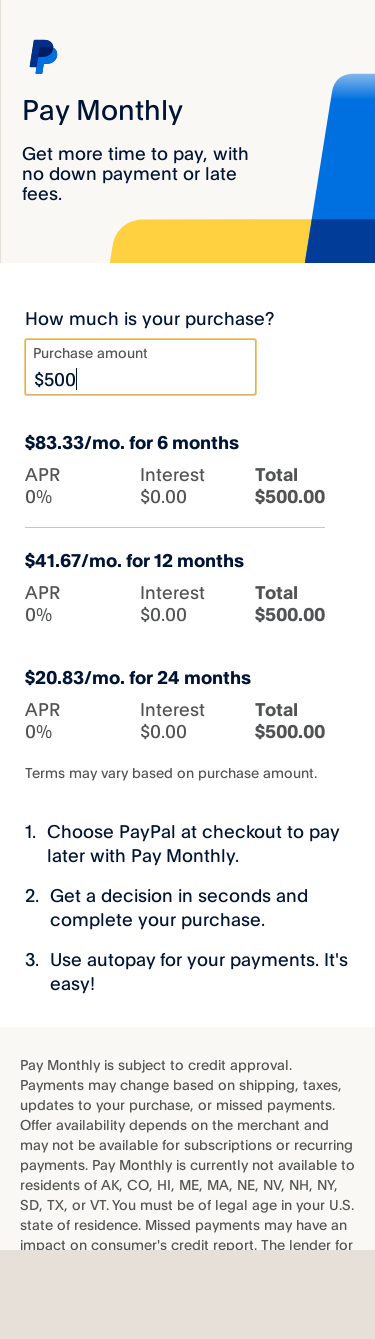 Pay Monthly
Get more time to pay, with
no down payment or late
fees.
How much is your purchase?
Purchase amount
$500
$83.33/mo. for 6 months
APR Interest Total
0% $0.00 $500.00
$41.67/mo. for 12 months
APR Interest Total
0% $0.00 $500.00
$20.83/mo. for 24 months
APR Interest Total
0% $0.00 $500.00
Terms may vary based on purchase amount.
1. Choose PayPal at checkout to pay
later with Pay Monthly.
2. Get a decision in seconds and
complete your purchase.
3. Use autopay for your payments. It's
easy!
Pay Monthly is subject to credit approval.
Payments may change based on shipping, taxes,
updates to your purchase, or missed payments.
Offer availability depends on the merchant and
may not be available for subscriptions or recurring
payments. Pay Monthly is currently not available to
residents of AK, CO, HI, ME, MA, NE, NV, NH, NY,
SD, TX, or VT. You must be of legal age in your U.S.
state of residence. Missed payments may have an
impact on consumer's credit report. The lender for